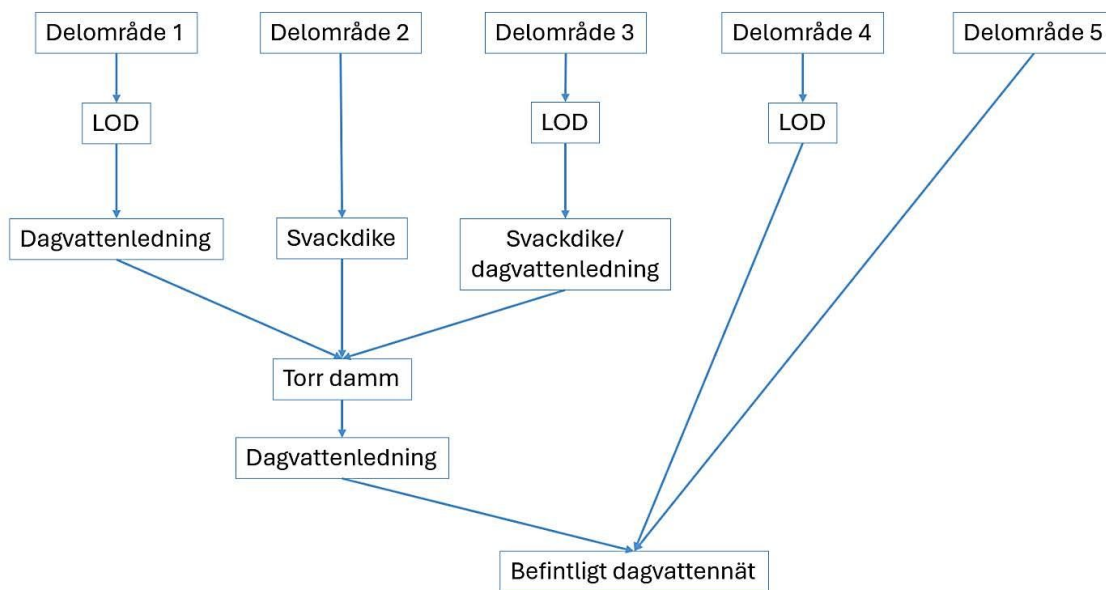 Delområde 1
Delområde 2
Delområde 3
Delområde 4
Delområde 5
LOD
LOD
LOD
Dagvattenledning
Svackdike
Svackdike/
dagvattenledning
Torr damm
Dagvattenledning
Befintligt dagvattennät